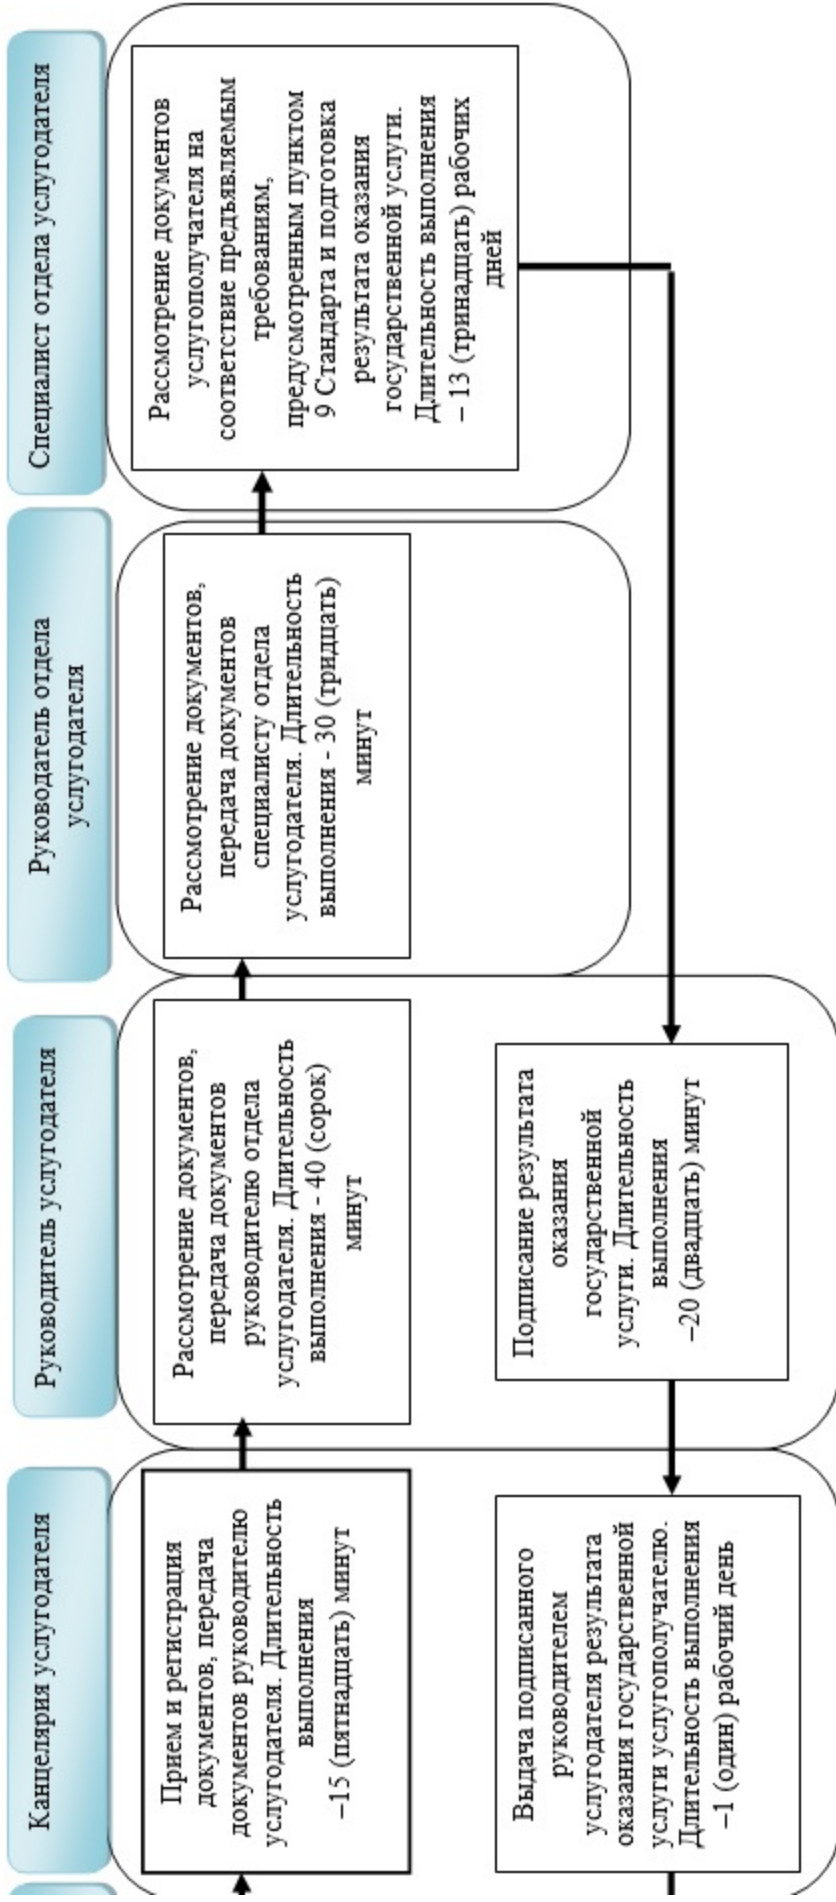 Канцелярия услугодателя
Руководитель услугодателя
Руководатель отдела
услугодателя
Специалист отдела услугодателя
Прием и регистрация
документов, передача
документов руководителю
услугодателя. Длительность
выполнения
–15 (пятнадцать) минут
Рассмотрение документов,
передача документов
руководителю отдела
услугодателя. Длительность
выполнения - 40 (сорок)
минут
Рассмотрение документов,
передача документов
специалисту отдела
услугодателя. Длительность
выполнения - 30 (тридцать)
минут
Рассмотрение документов
услугополучателя на
соответствие предъявляемым
требованиям,
предусмотренным пунктом
9 Стандарта и подготовка
результата оказания
государственной услуги.
Длительность выполнения
– 13 (тринадцать) рабочих
дней
Подписание результата
оказания
государственной
услуги. Длительность
выполнения
–20 (двадцать) минут
Выдача подписанного
руководителем
услугодателя результата
оказания государственной
услуги услугополучателю.
Длительность выполнения
–1 (один) рабочий день